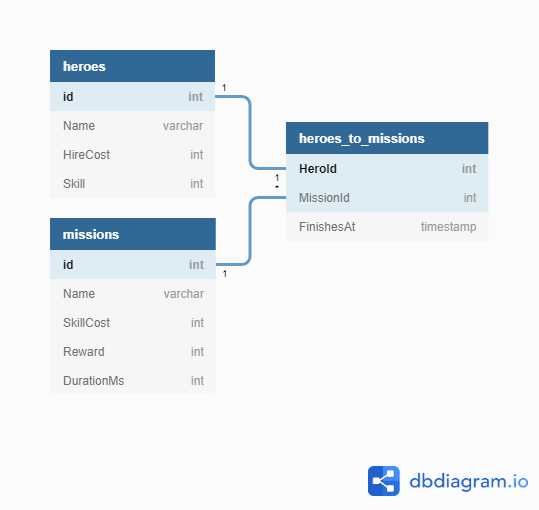 heroes
id int
Name varchar
HireCost int
Skill int
1
missions
id int
Name varchar
SkillCost int
Reward int
DurationMs int
1
heroes_to_missions
HeroId int
MissionId int
FinishesAt timestamp
1
*
dbdiagram.io